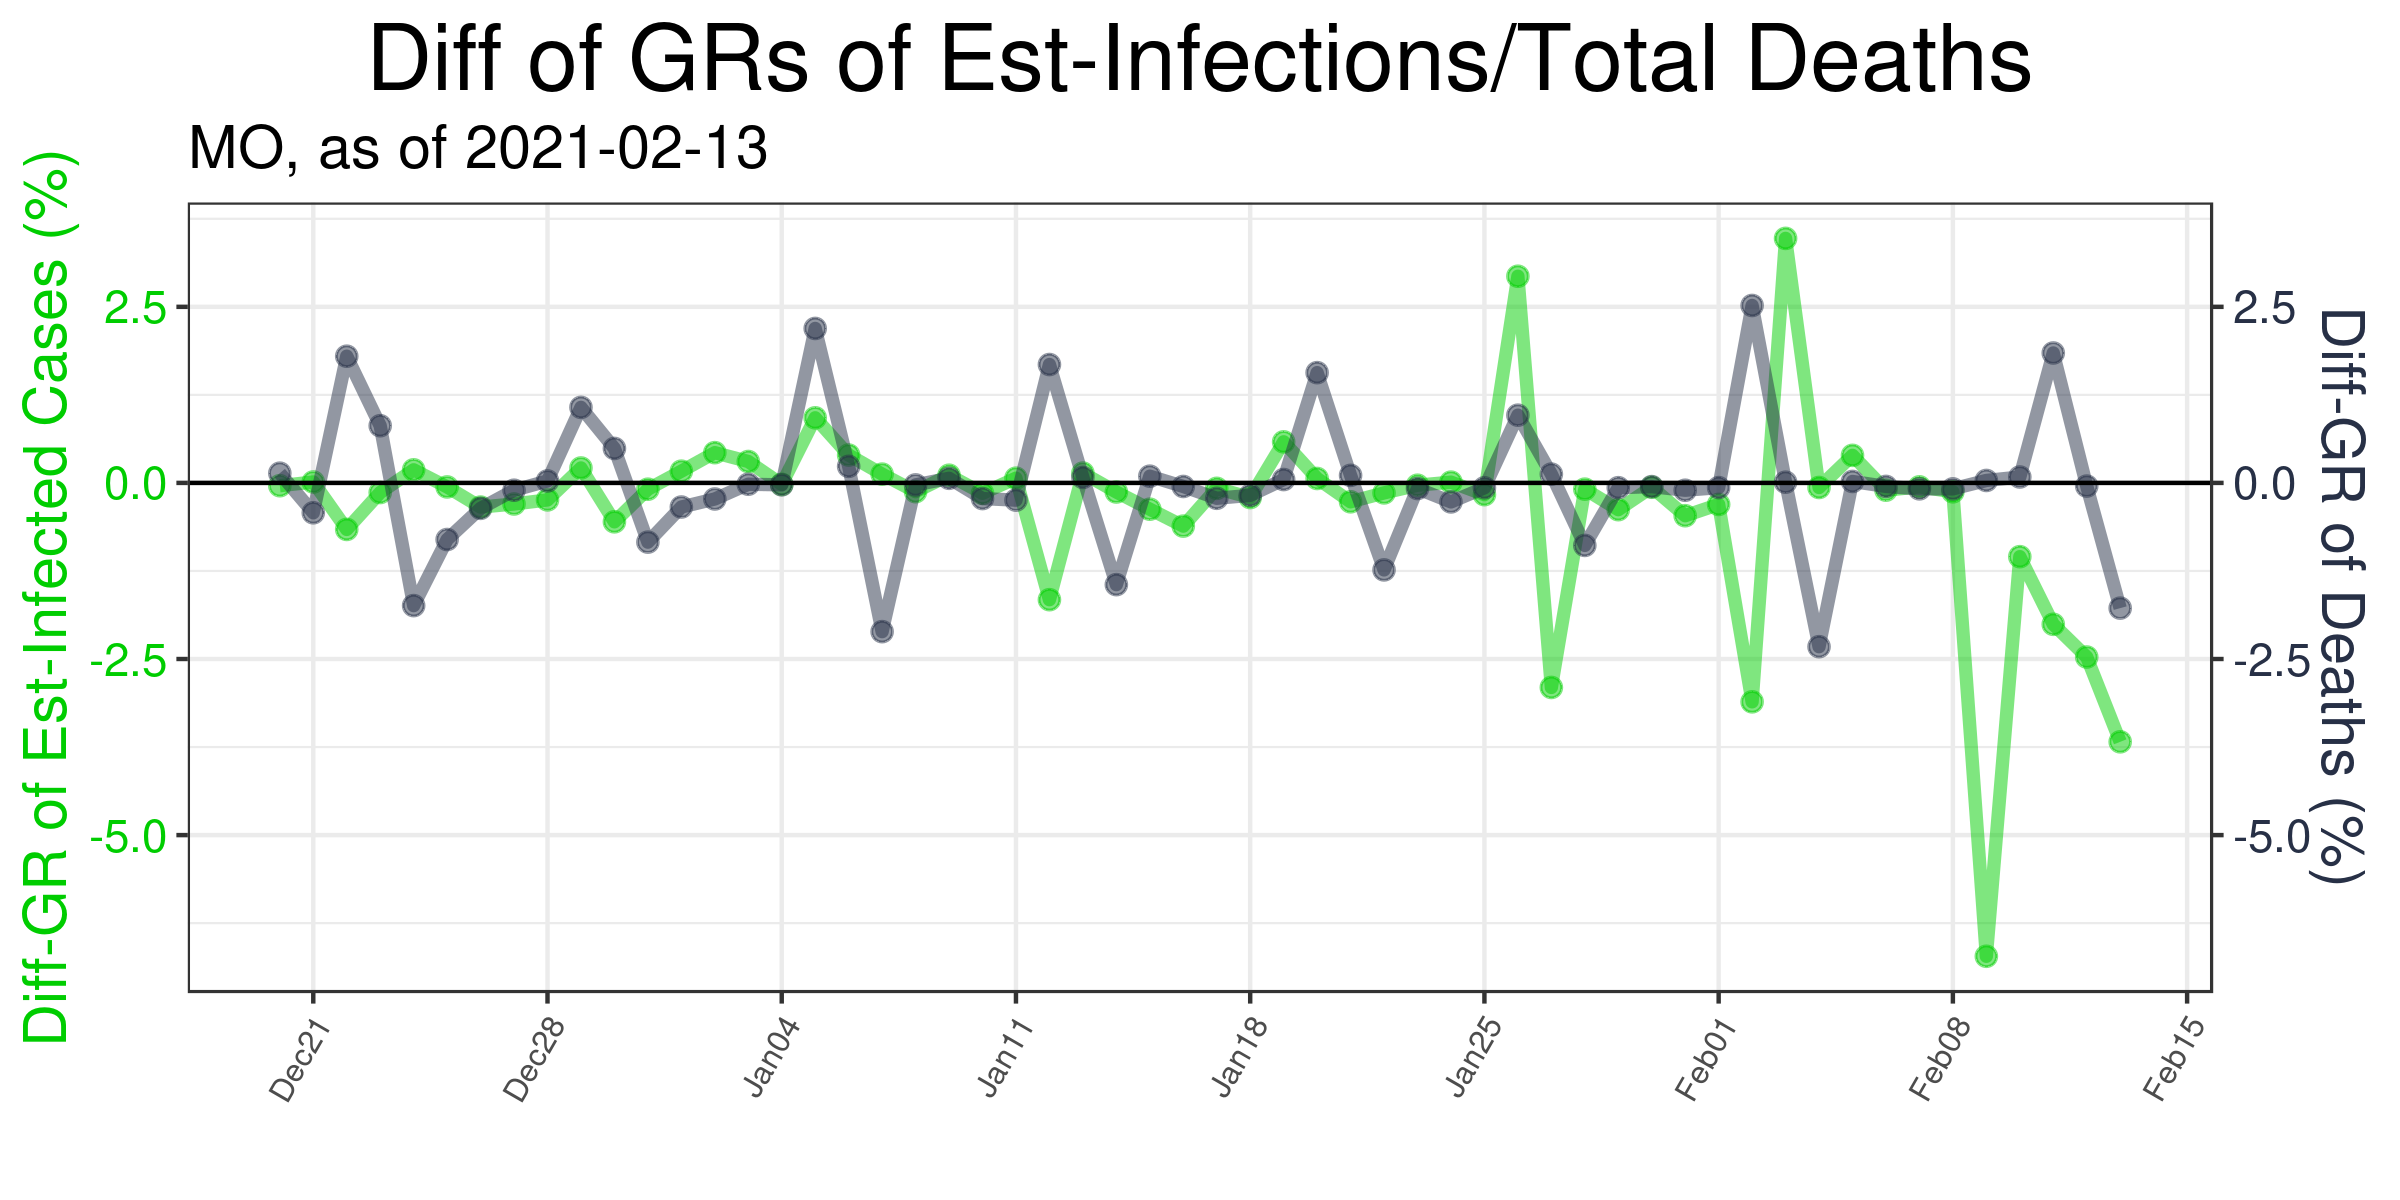 Diff of GRs of Est-Infections/Total Deaths
MO, as of 2021-02-13
Diff-GR of Est-Infected Cases (%)
2.5
0.0
-2.5
-5.0
2.5
0.0
-2.5
-5.0
Diff-GR of Deaths (%)
Dec21
Dec28
Jan04
Jan11
Jan18
Jan25
Feb01
Feb08
Feb15